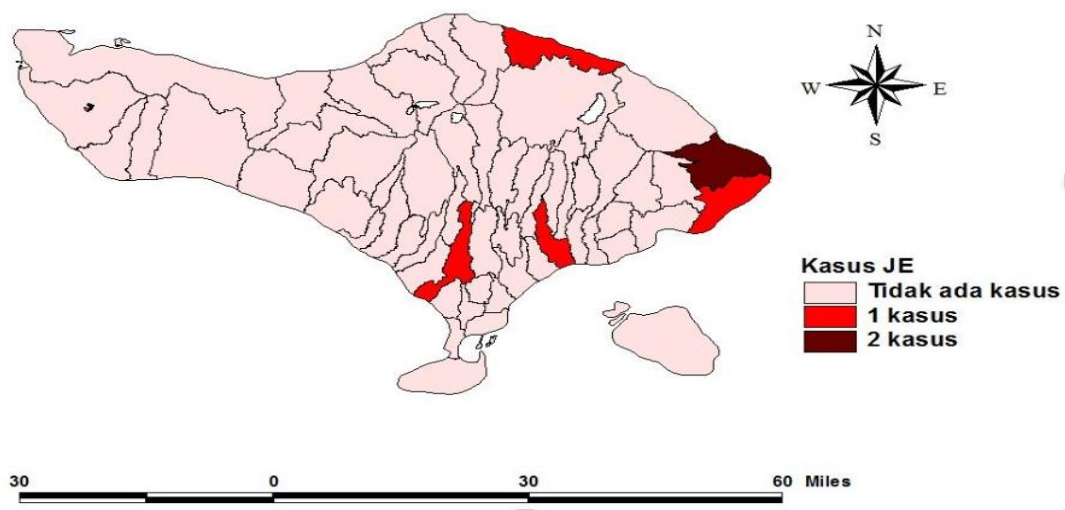 N
W E
S
Kasus JE
Tidak ada kasus
1 kasus
2 kasus
30 0 30 60 Miles